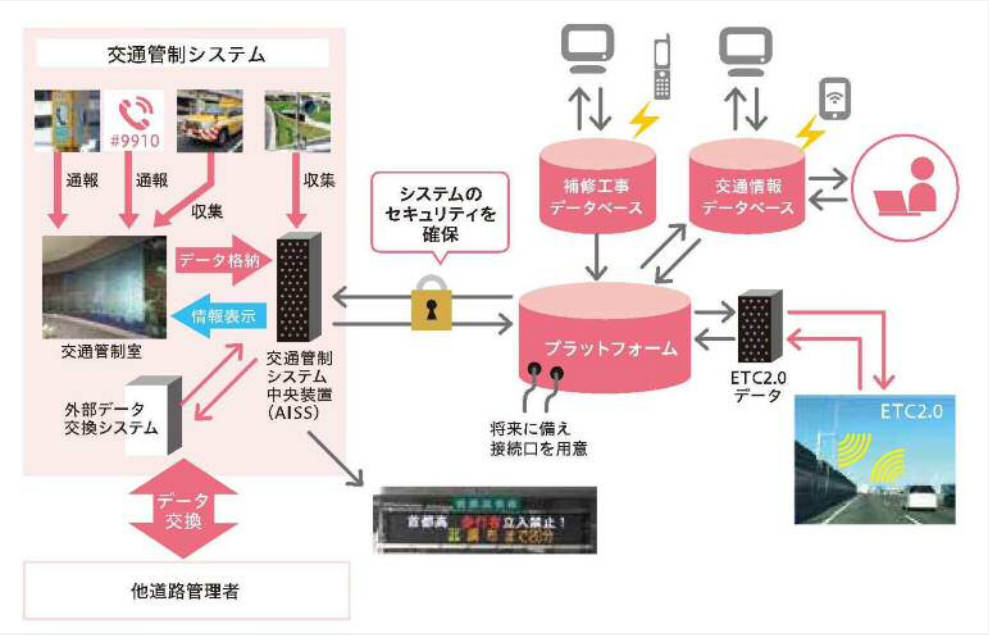 交通管制システム
#9910
通報
通報
収集
収集
データ格納
情報表示
交通管制室
交通管制
システム
中央装置
(AISS)
外部データ
交換システム
データ
交換
他道路管理者
システムの
セキュリティを
確保
補修工事
データベース
交通情報
データベース
プラットフォーム
将来に備え
接続口を用意
ETC2.0
データ
ETC2.0
首都高 歩行者立入禁止!
まで20分